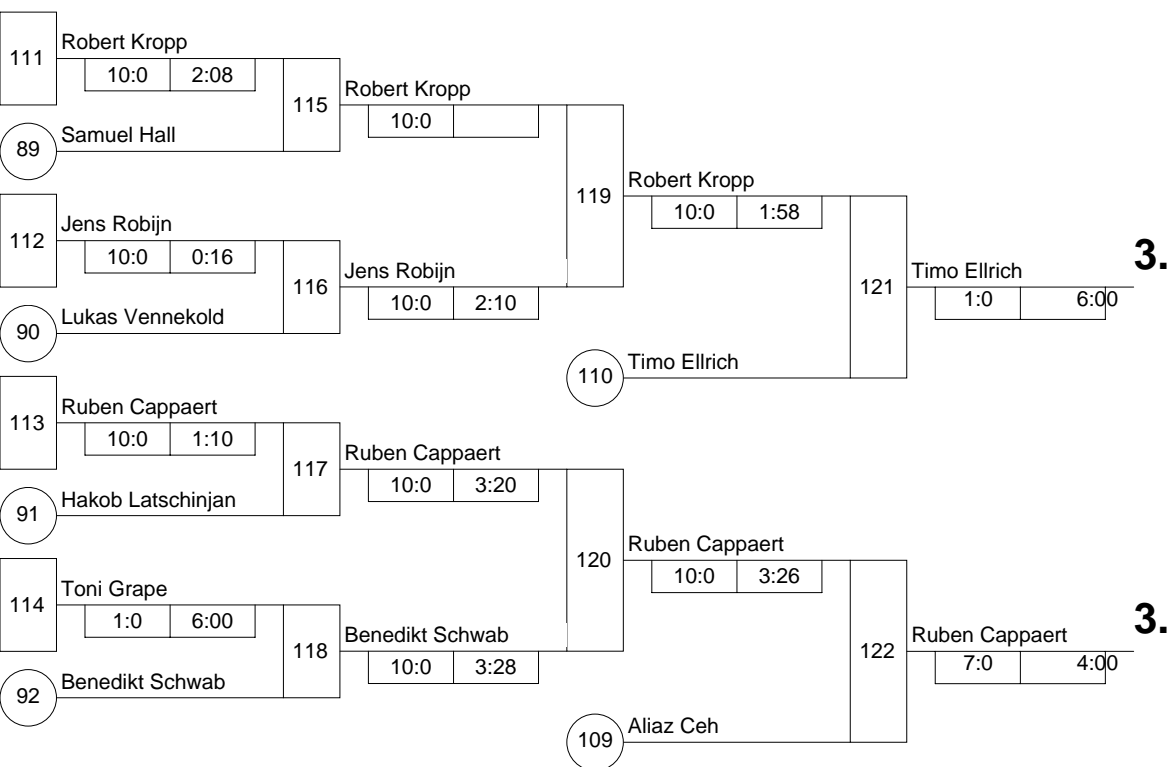 Robert Kropp
111
10:0 2:08
Robert Kropp
115
10:0
Samuel Hall
89
Robert Kropp
119
10:0 1:58
Jens Robijn
112
10:0 0:16
3.
Jens Robijn
Timo Ellrich
116
121
10:0 2:10
1:0 6:00
Lukas Vennekold
90
Timo Ellrich
110
Ruben Cappaert
113
10:0 1:10
Ruben Cappaert
117
10:0 3:20
Hakob Latschinjan
91
Ruben Cappaert
120
10:0 3:26
Toni Grape
114
1:0 6:00
3.
Benedikt Schwab
Ruben Cappaert
118
122
10:0 3:28
7:0 4:00
Benedikt Schwab
92
Aliaz Ceh
109